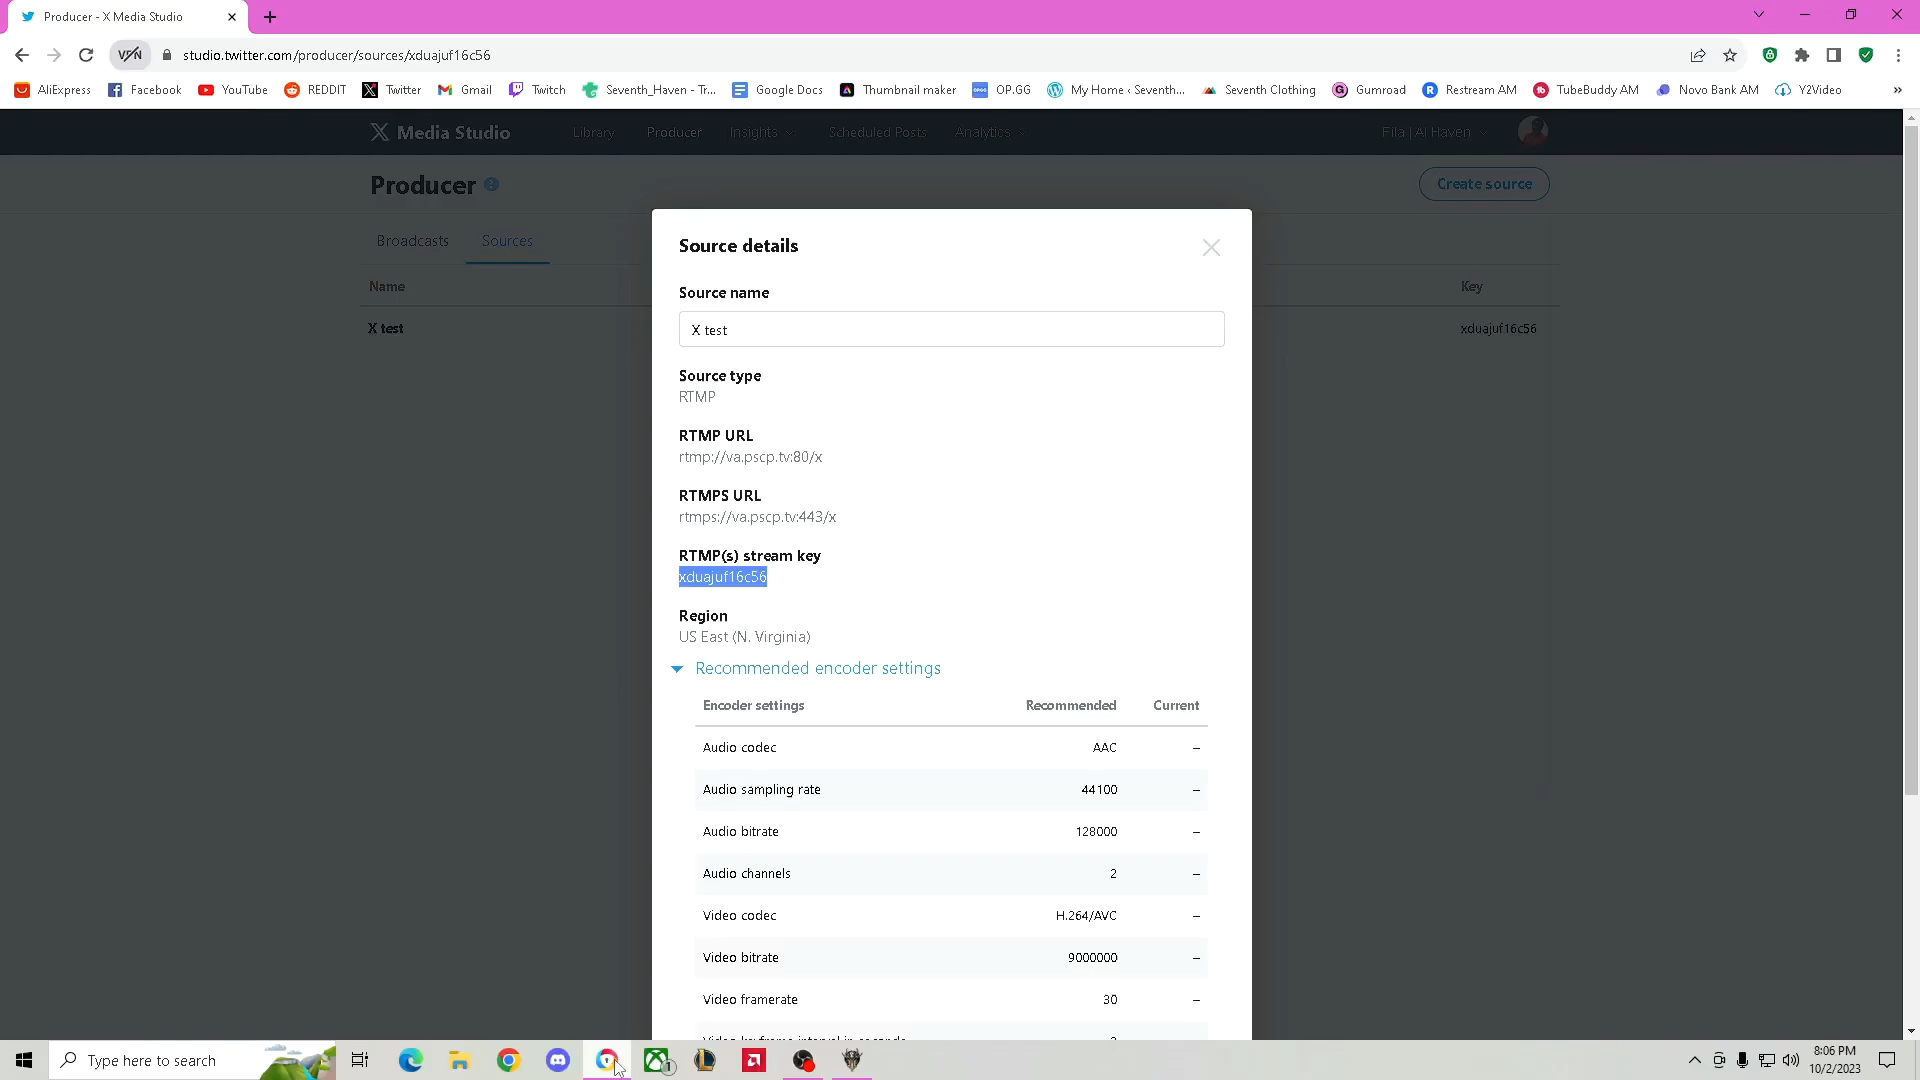 Producer - X Media Studio
VPN
studio.twitter.com/producer/sources/xduajuf16c56
AliExpress
Facebook
YouTube
REDDIT
Twitter
Gmail
Twitch
Seventh_Haven - Tr...
Google Docs
Thumbnail maker
OP.GG
My Home ‹ Seventh...
Seventh Clothing
Gumroad
Restream AM
TubeBuddy AM
Novo Bank AM
Y2Video
»
X Media Studio
Library
Producer
Insights
Scheduled Posts
Analytics
Fila | Al Haven
Producer
Create source
Broadcasts
Sources
Name
Key
X test
xduajuf16c56
Source details
Source name
X test
Source type
RTMP
RTMP URL
rtmp://va.pscp.tv:80/x
RTMPS URL
rtmps://va.pscp.tv:443/x
RTMP(s) stream key
xduajuf16c56
Region
US East (N. Virginia)
Recommended encoder settings
Encoder settings Recommended Current
Audio codec AAC –
Audio sampling rate 44100 –
Audio bitrate 128000 –
Audio channels 2 –
Video codec H.264/AVC –
Video bitrate 9000000 –
Video framerate 30 –
Type here to search
1
8:06 PM
10/2/2023